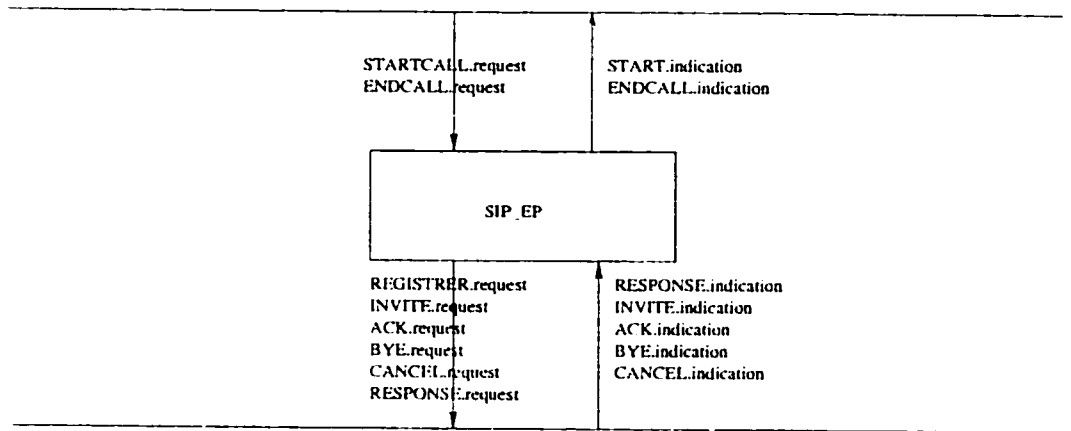 STARTCALL.request
ENDCALL.request
START.indication
ENDCALL.indication
SIP_EP
REGISTRER.request
INVITE.request
ACK.request
BYE.request
CANCEL.request
RESPONSE.request
RESPONSE.indication
INVITE.indication
ACK.indication
BYE.indication
CANCEL.indication